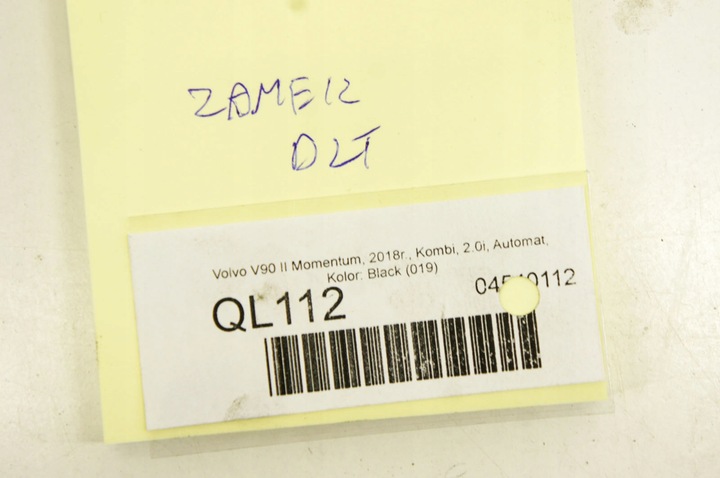 ZAMEK
DLT
Volvo V90 II Momentum, 2018r., Kombi, 2.0i, Automat,
Kolor: Black (019)
QL112